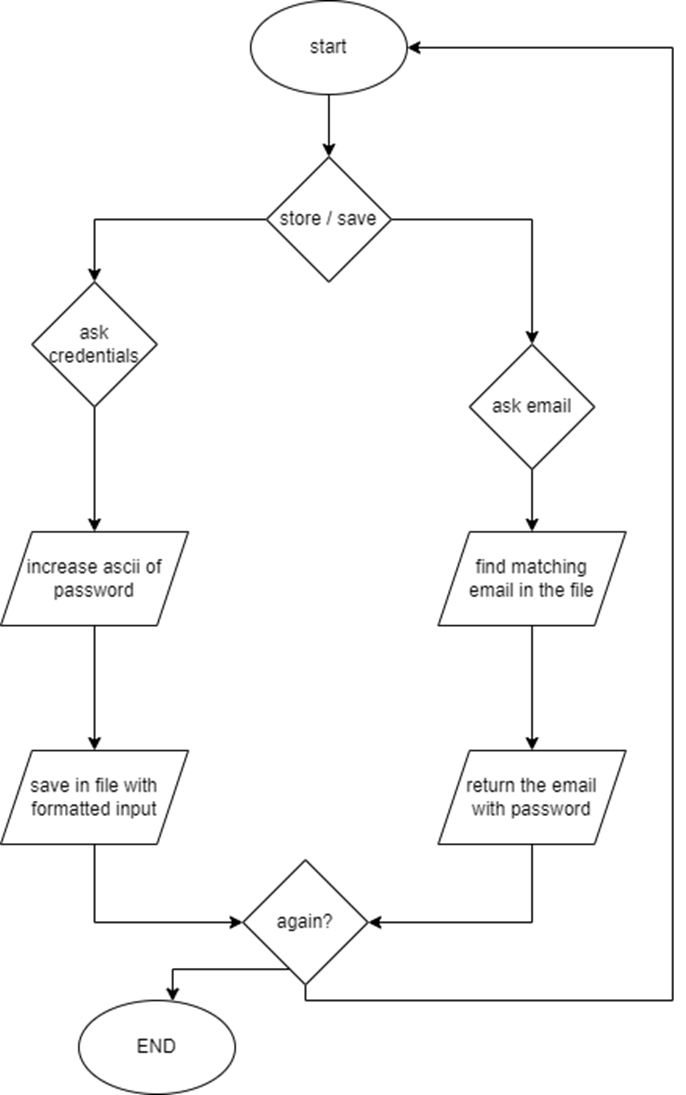 start
store / save
ask
credentials
ask email
increase ascii of
password
find matching
email in the file
save in file with
formatted input
return the email
with password
again?
END